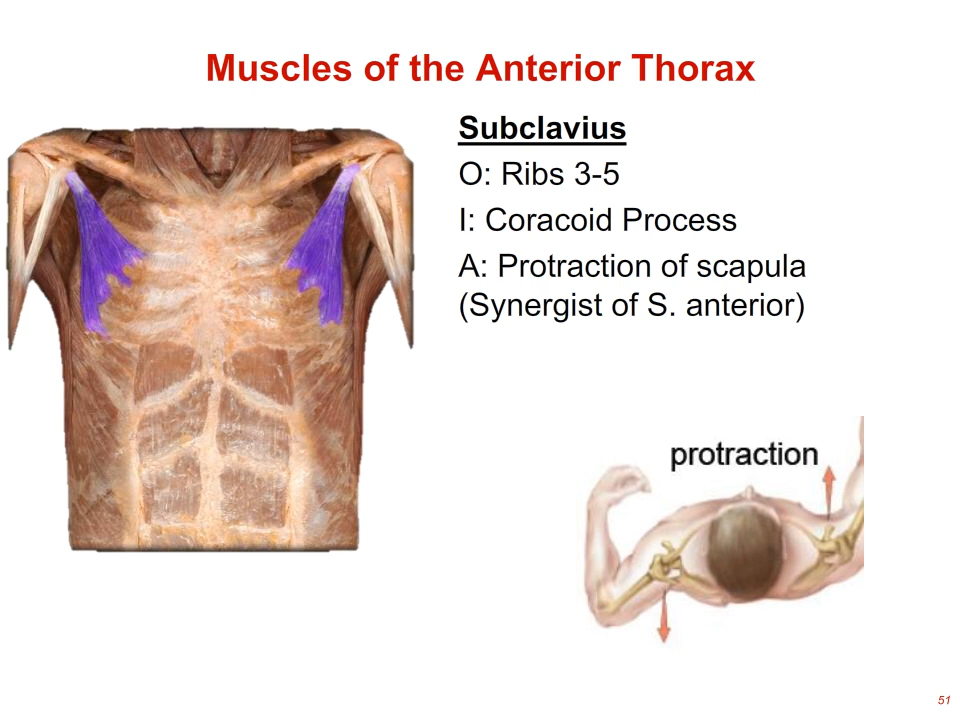 Muscles of the Anterior Thorax
Subclavius
O: Ribs 3-5
I: Coracoid Process
A: Protraction of scapula
(Synergist of S. anterior)
protraction
51